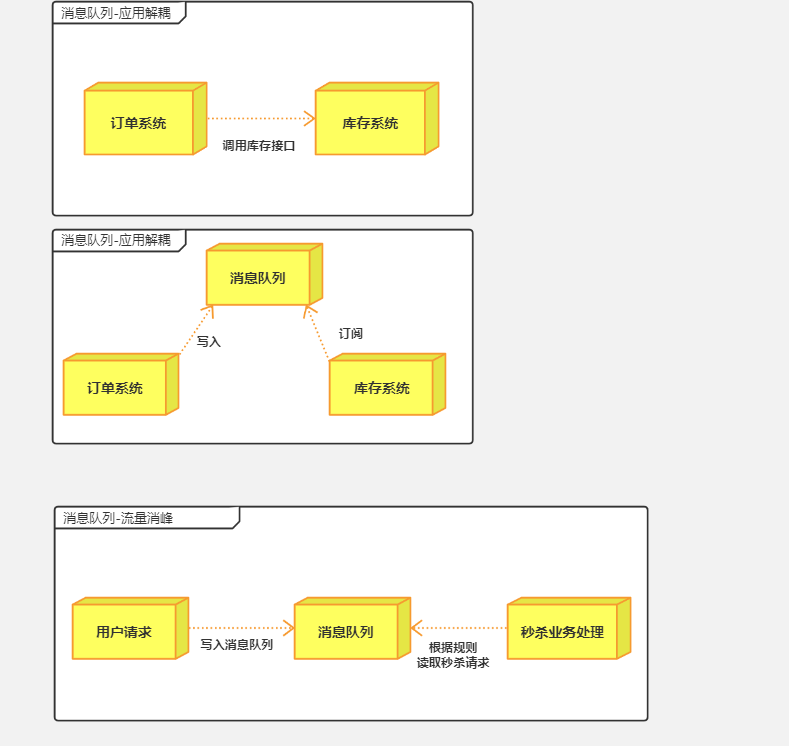 消息队列-应用解耦
订单系统
库存系统
调用库存接口
消息队列-应用解耦
消息队列
写入
订阅
订单系统
库存系统
消息队列-流量消峰
用户请求
写入消息队列
消息队列
根据规则
读取秒杀请求
秒杀业务处理